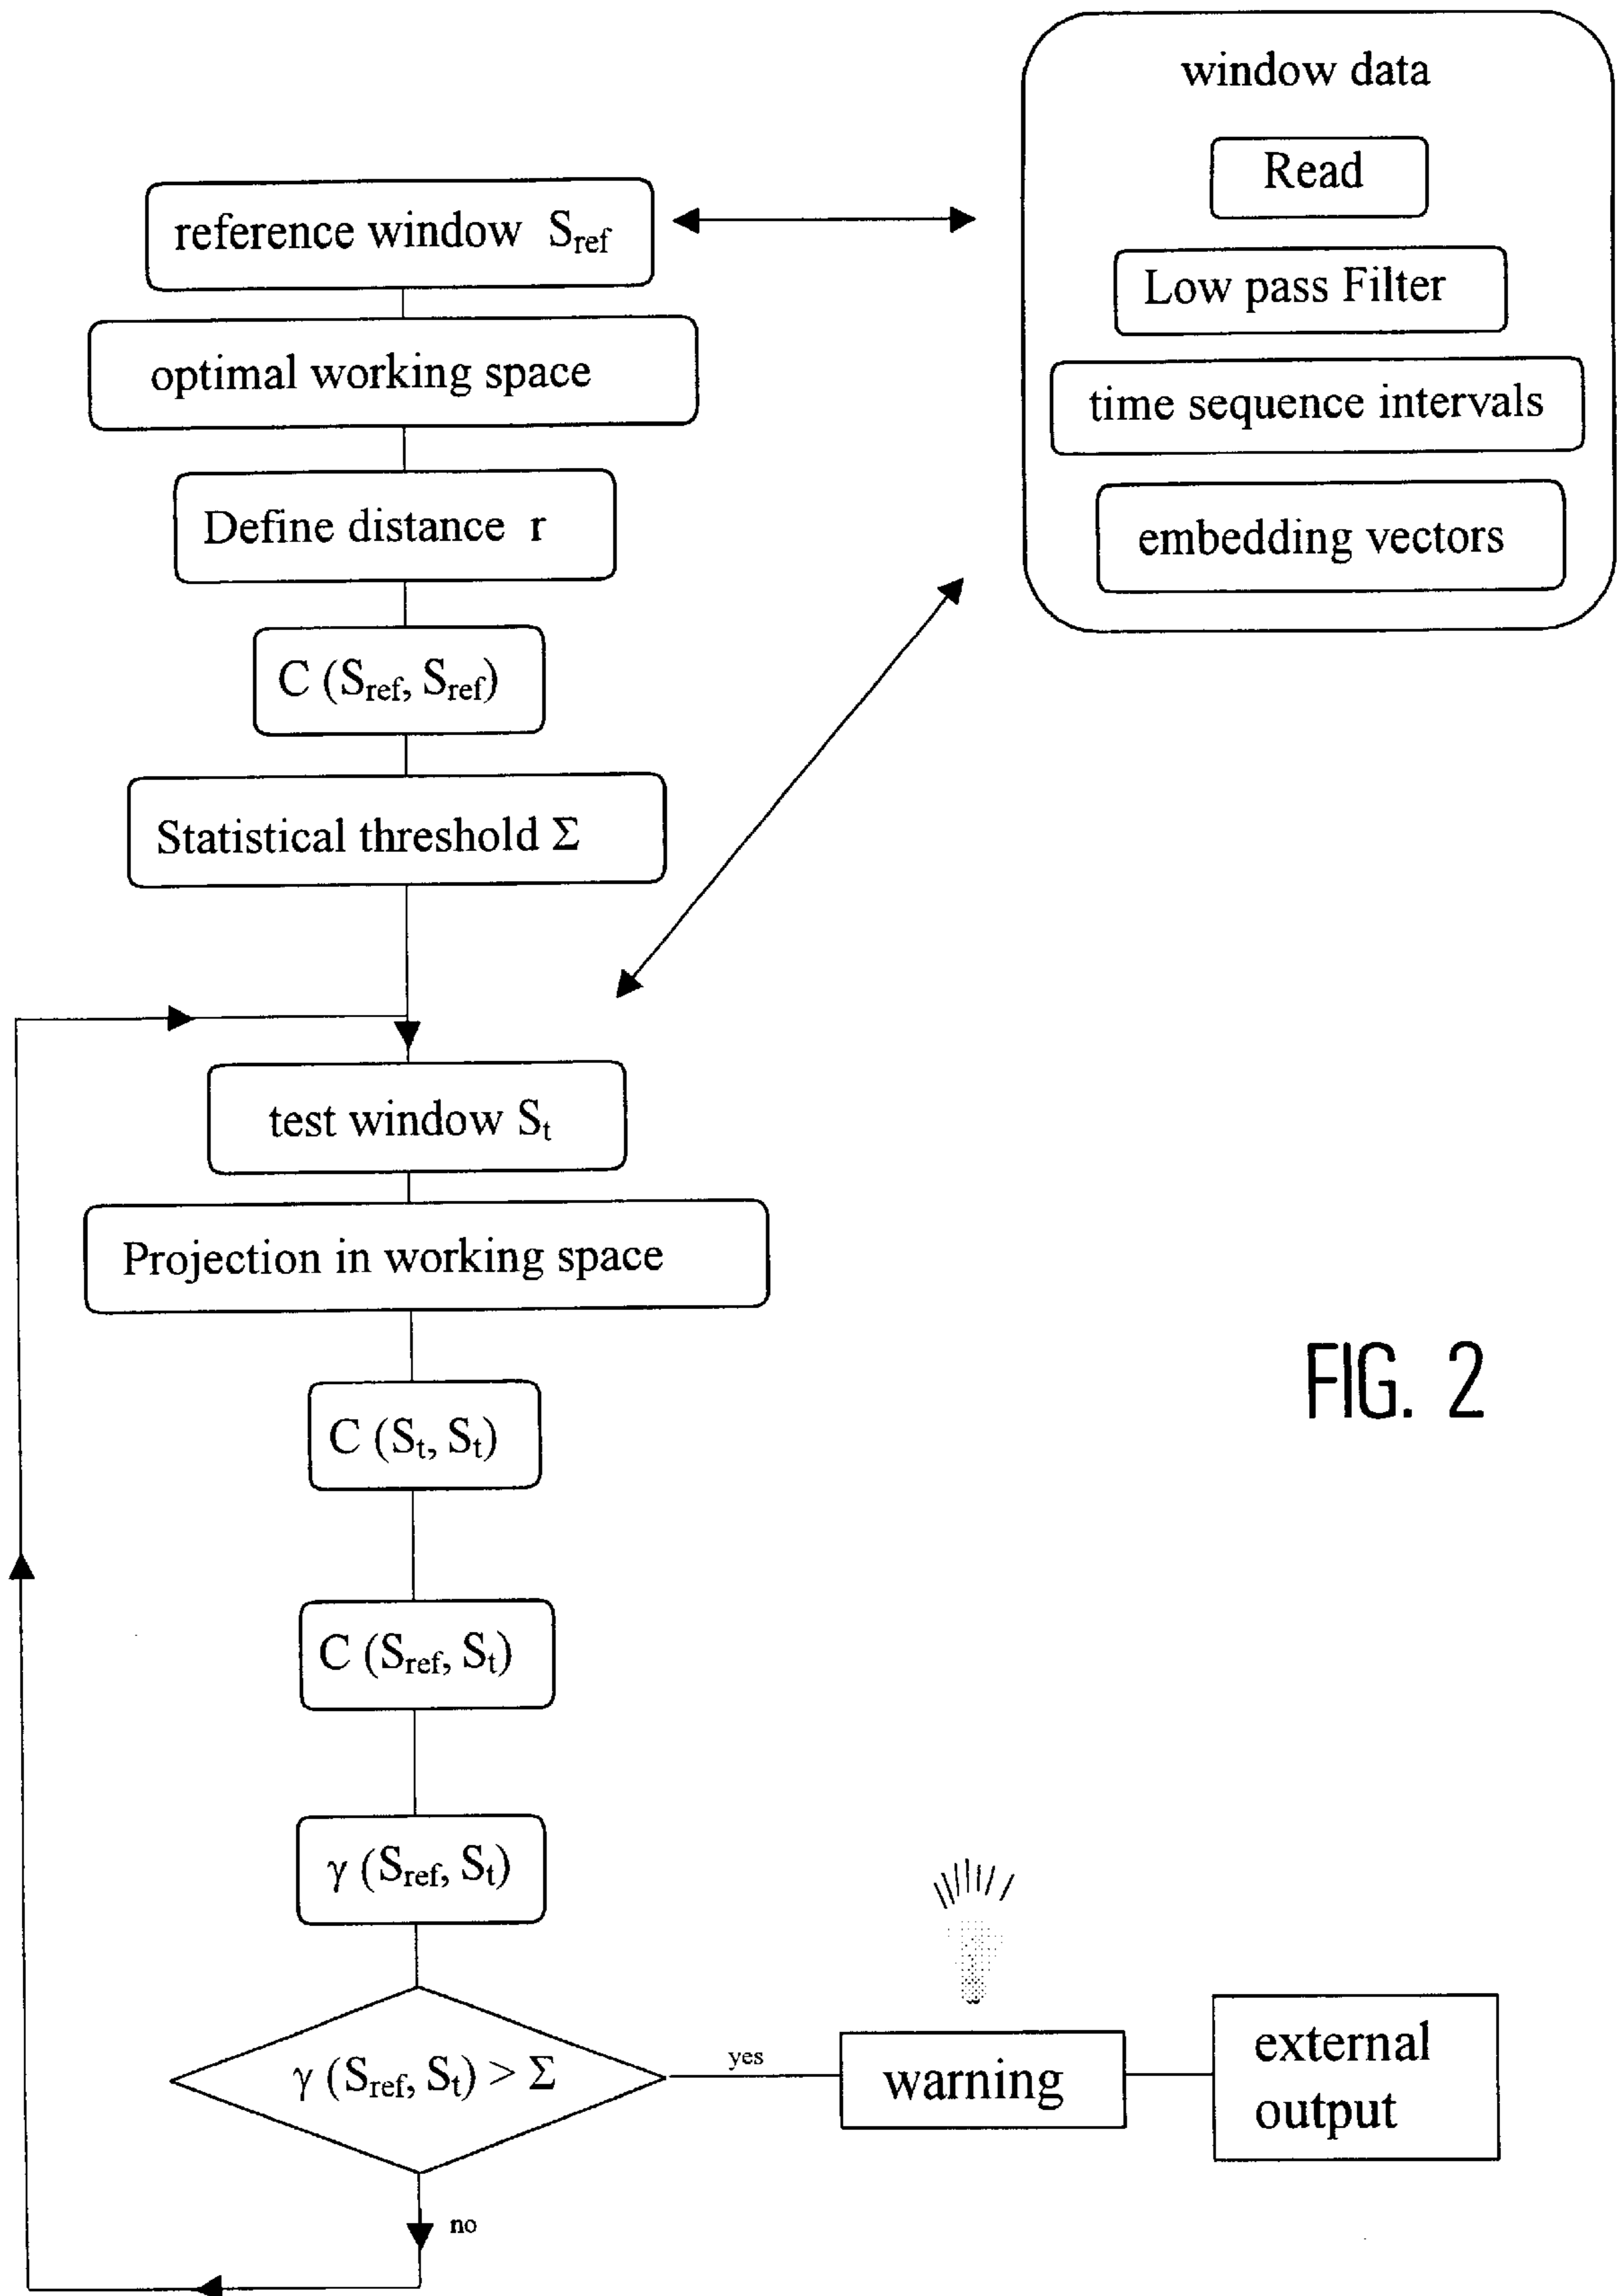 window data
Read
Low pass Filter
time sequence intervals
embedding vectors
reference window S_ref
optimal working space
Define distance r
C (S_ref, S_ref)
Statistical threshold Σ
test window S_t
Projection in working space
C (S_t, S_t)
C (S_ref, S_t)
γ (S_ref, S_t)
γ (S_ref, S_t) > Σ
yes
warning
external
output
no
FIG. 2